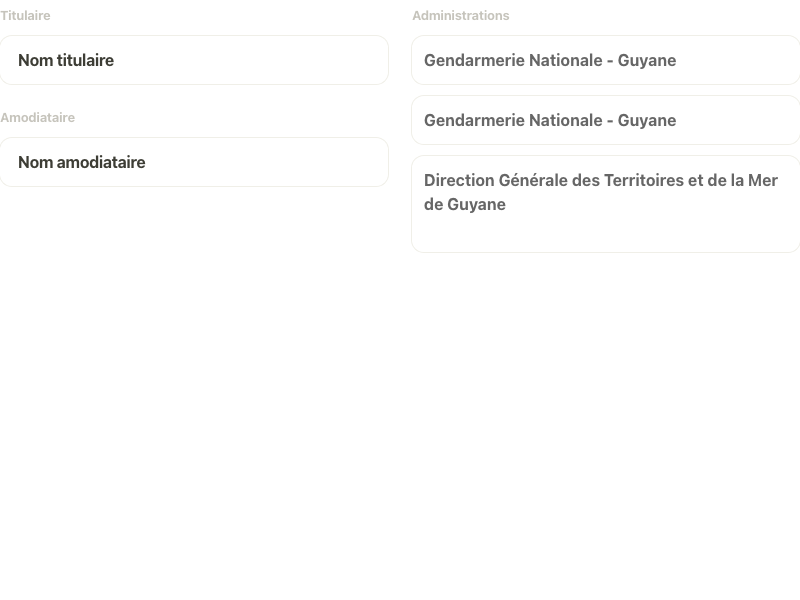 Titulaire
Nom titulaire
Amodiataire
Nom amodiataire
Administrations
Gendarmerie Nationale - Guyane
Gendarmerie Nationale - Guyane
Direction Générale des Territoires et de la Mer
de Guyane